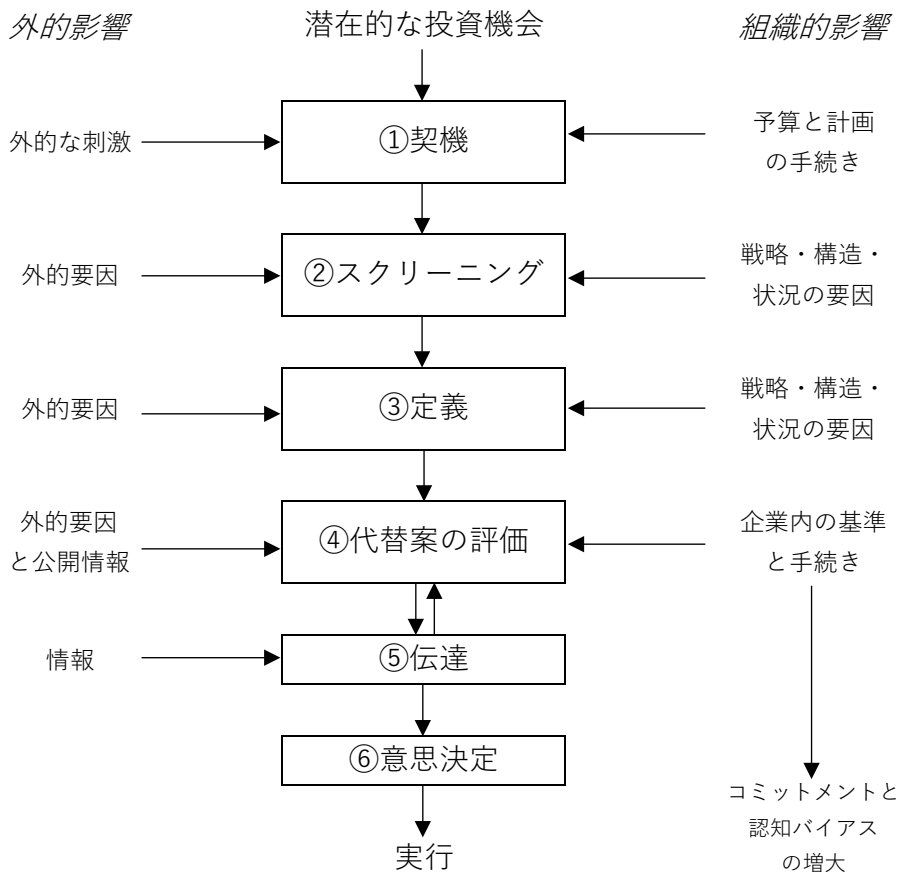 外的影響
潜在的な投資機会
組織的影響
外的な刺激
①契機
予算と計画
の手続き
外的要因
②スクリーニング
戦略・構造・
状況の要因
外的要因
③定義
戦略・構造・
状況の要因
外的要因
と公開情報
④代替案の評価
企業内の基準
と手続き
情報
⑤伝達
⑥意思決定
コミットメントと
認知バイアス
の増大
実行